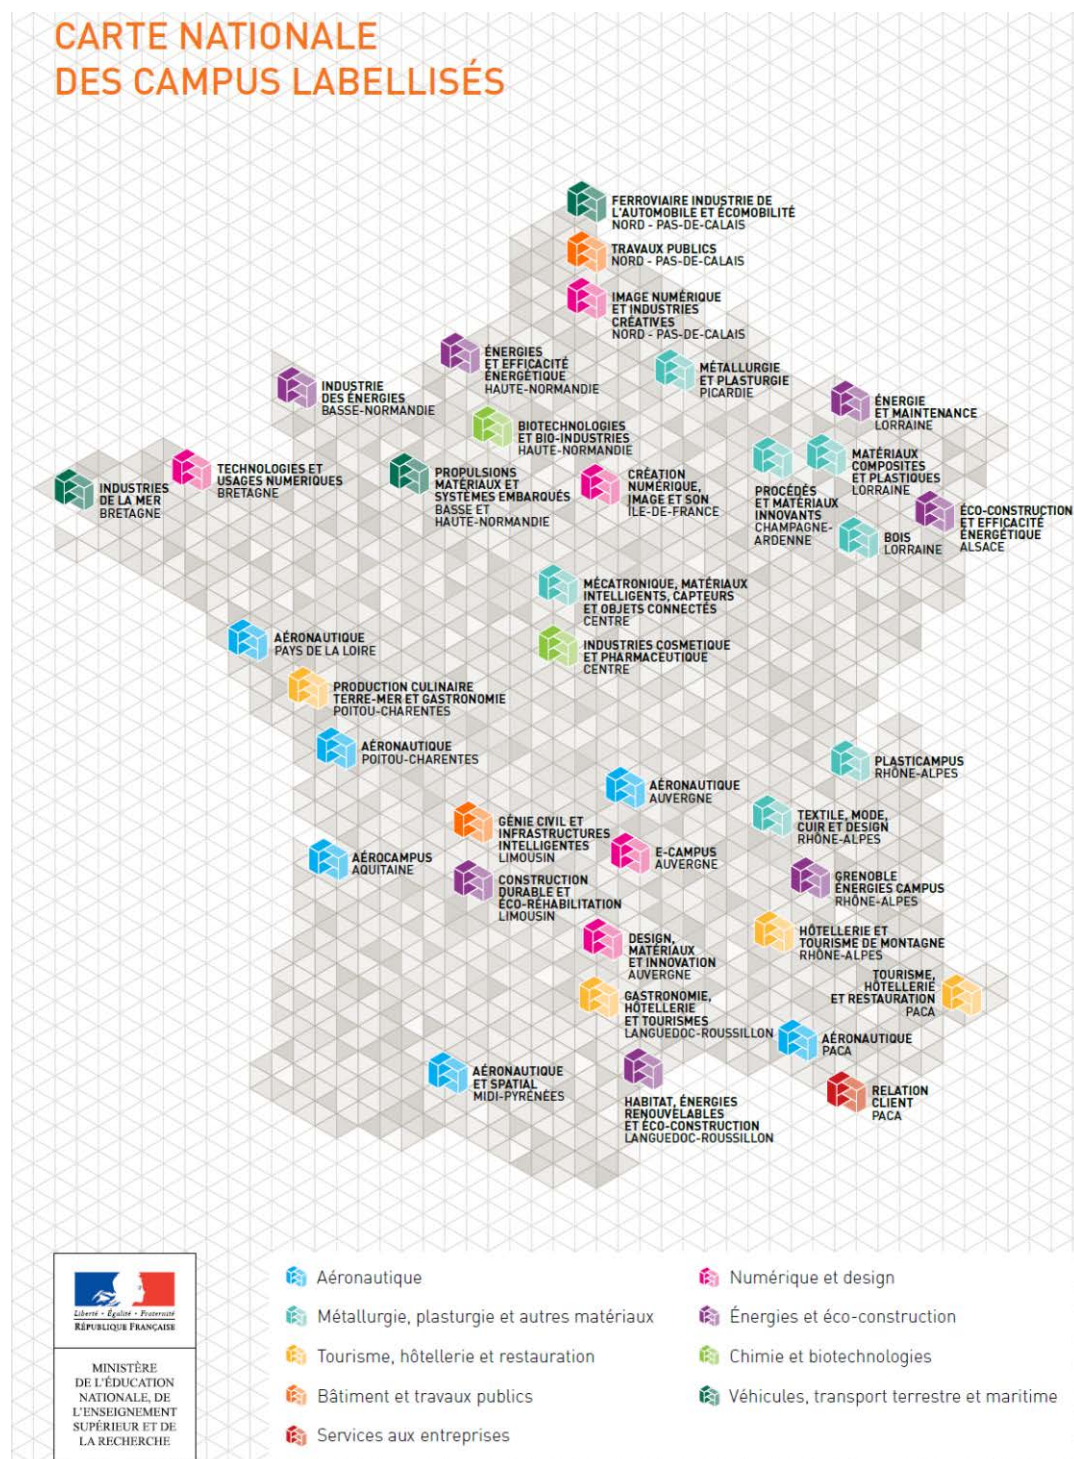 CARTE NATIONALE
DES CAMPUS LABELLISÉS
FERROVIAIRE INDUSTRIE DE
L'AUTOMOBILE ET ÉCOMOBILITÉ
NORD - PAS-DE-CALAIS
TRAVAUX PUBLICS
NORD - PAS-DE-CALAIS
IMAGE NUMÉRIQUE
ET INDUSTRIES
CRÉATIVES
NORD - PAS-DE-CALAIS
ÉNERGIES
ET EFFICACITÉ
ÉNERGÉTIQUE
HAUTE-NORMANDIE
MÉTALLURGIE
ET PLASTURGIE
PICARDIE
INDUSTRIE
DES ÉNERGIES
BASSE-NORMANDIE
ÉNERGIE
ET MAINTENANCE
LORRAINE
BIOTECHNOLOGIES
ET BIO-INDUSTRIES
HAUTE-NORMANDIE
MATÉRIAUX
COMPOSITES
ET PLASTIQUES
LORRAINE
TECHNOLOGIES ET
USAGES NUMERIQUES
BRETAGNE
PROPULSIONS
MATÉRIAUX ET
SYSTÈMES EMBARQUÉS
BASSE ET
HAUTE-NORMANDIE
CRÉATION
NUMÉRIQUE,
IMAGE ET SON
ÎLE-DE-FRANCE
INDUSTRIES
DE LA MER
BRETAGNE
PROCÉDÉS
ET MATÉRIAUX
INNOVANTS
CHAMPAGNE-
ARDENNE
ÉCO-CONSTRUCTION
ET EFFICACITÉ
ÉNERGÉTIQUE
ALSACE
BOIS
LORRAINE
MÉCATRONIQUE, MATÉRIAUX
INTELLIGENTS, CAPTEURS
ET OBJETS CONNECTÉS
CENTRE
AÉRONAUTIQUE
PAYS DE LA LOIRE
INDUSTRIES COSMETIQUE
ET PHARMACEUTIQUE
CENTRE
PRODUCTION CULINAIRE
TERRE-MER ET GASTRONOMIE
POITOU-CHARENTES
AÉRONAUTIQUE
POITOU-CHARENTES
PLASTICAMPUS
RHÔNE-ALPES
AÉRONAUTIQUE
AUVERGNE
TEXTILE, MODE,
CUIR ET DESIGN
RHÔNE-ALPES
GÉNIE CIVIL ET
INFRASTRUCTURES
INTELLIGENTES
LIMOUSIN
AÉROCAMPUS
AQUITAINE
E-CAMPUS
AUVERGNE
CONSTRUCTION
DURABLE ET
ÉCO-RÉHABILITATION
LIMOUSIN
GRENOBLE
ÉNERGIES CAMPUS
RHÔNE-ALPES
DESIGN,
MATÉRIAUX
ET INNOVATION
AUVERGNE
HÔTELLERIE ET
TOURISME DE MONTAGNE
RHÔNE-ALPES
TOURISME,
HÔTELLERIE
ET RESTAURATION
PACA
GASTRONOMIE,
HÔTELLERIE
ET TOURISMES
LANGUEDOC-ROUSSILLON
AÉRONAUTIQUE
PACA
AÉRONAUTIQUE
ET SPATIAL
MIDI-PYRÉNÉES
HABITAT, ÉNERGIES
RENOUVELABLES
ET ÉCO-CONSTRUCTION
LANGUEDOC-ROUSSILLON
RELATION
CLIENT
PACA
Liberté • Égalité • Fraternité
RÉPUBLIQUE FRANÇAISE
MINISTÈRE
DE L'ÉDUCATION
NATIONALE, DE
L'ENSEIGNEMENT
SUPÉRIEUR ET DE
LA RECHERCHE
Aéronautique
Métallurgie, plasturgie et autres matériaux
Tourisme, hôtellerie et restauration
Bâtiment et travaux publics
Services aux entreprises
Numérique et design
Énergies et éco-construction
Chimie et biotechnologies
Véhicules, transport terrestre et maritime